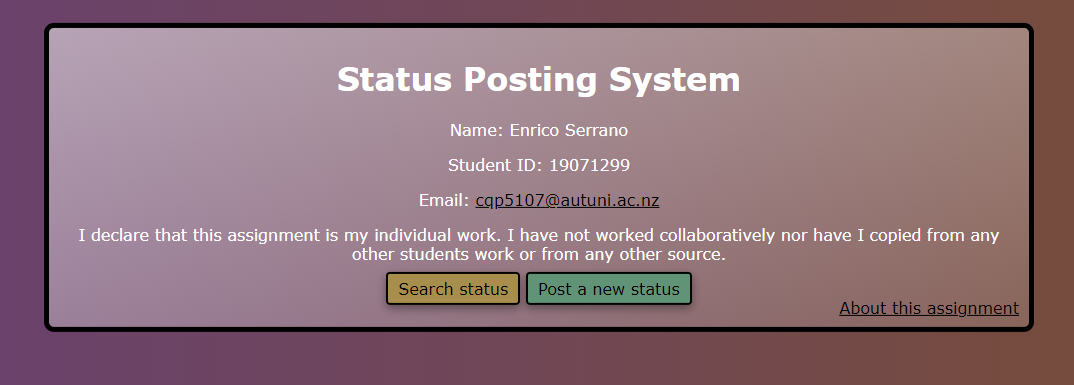 Status Posting System
Name: Enrico Serrano
Student ID: 19071299
Email: cqp5107@autuni.ac.nz
I declare that this assignment is my individual work. I have not worked collaboratively nor have I copied from any
other students work or from any other source.
Search status Post a new status
About this assignment